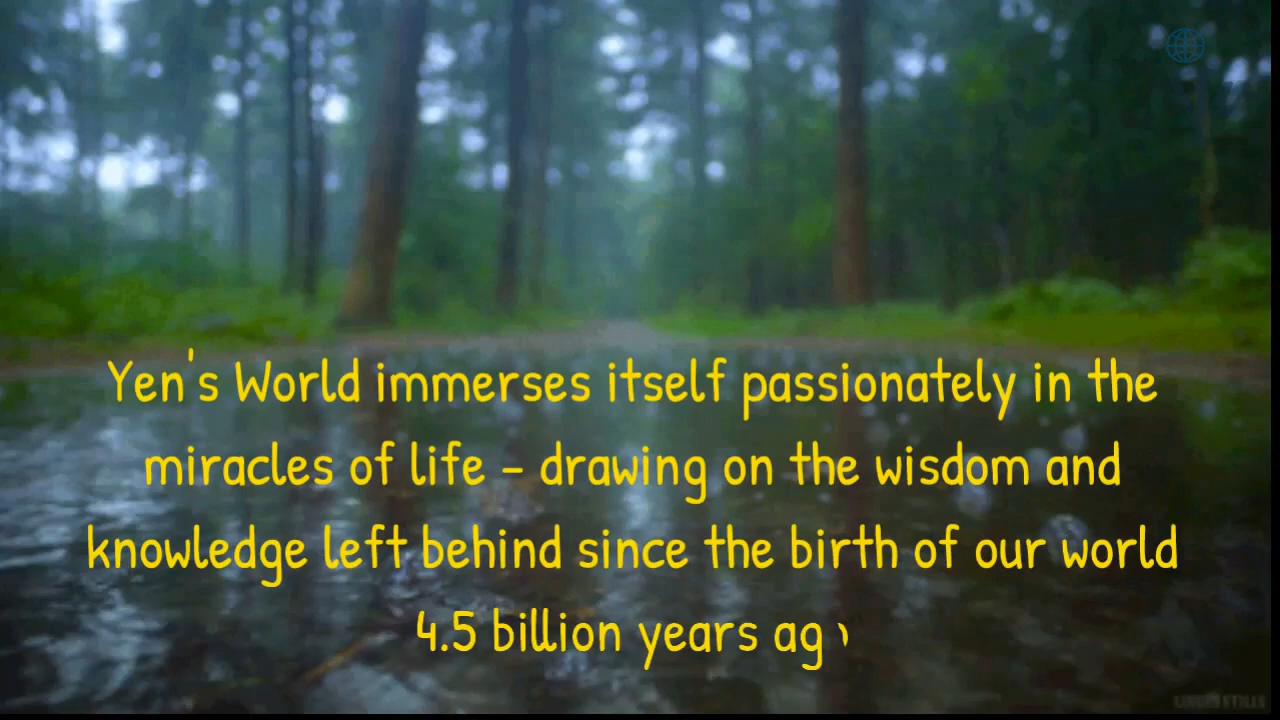 Yen's World immerses itself passionately in the
miracles of life – drawing on the wisdom and
knowledge left behind since the birth of our world
4.5 billion years ag